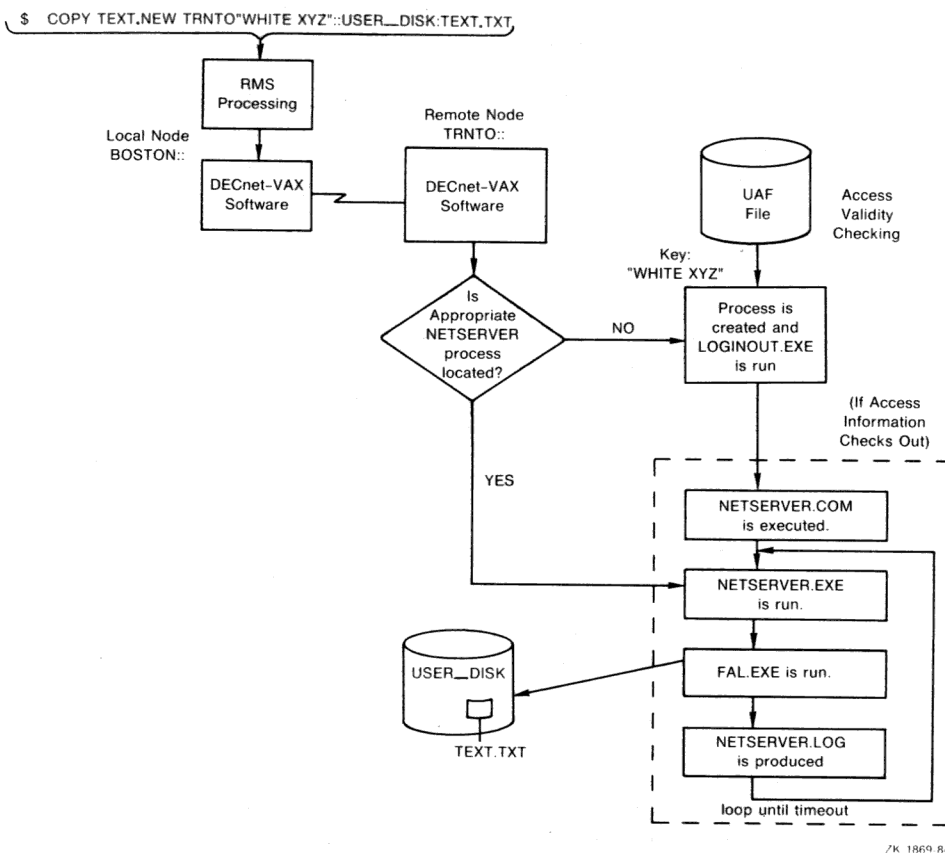 $ COPY TEXT.NEW TRNTO"WHITE XYZ"::USER__DISK:TEXT.TXT
RMS
Processing
Local Node
BOSTON::
DECnet-VAX
Software
Remote Node
TRNTO::
DECnet-VAX
Software
UAF
File
Access
Validity
Checking
Key:
"WHITE XYZ"
Is
Appropriate
NETSERVER
process
located?
NO
Process is
created and
LOGINOUT.EXE
is run
(If Access
Information
Checks Out)
YES
NETSERVER.COM
is executed.
NETSERVER.EXE
is run.
USER__DISK
TEXT.TXT
FAL.EXE is run.
NETSERVER.LOG
is produced
loop until timeout